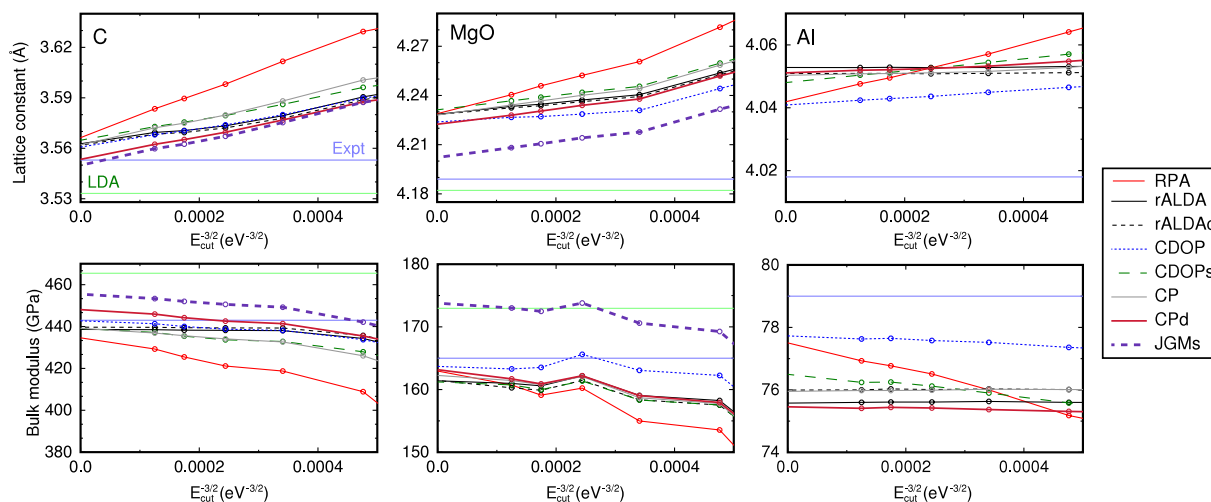 C
MgO
Al
Lattice constant (Å)
3.62
3.59
3.56
3.53
Expt
LDA
4.27
4.24
4.21
4.18
4.06
4.04
4.02
0.0 0.0002 0.0004
0.0 0.0002 0.0004
0.0 0.0002 0.0004
E_cut^-3/2 (eV^-3/2)
E_cut^-3/2 (eV^-3/2)
E_cut^-3/2 (eV^-3/2)
Bulk modulus (GPa)
460
440
420
400
380
180
170
160
150
80
78
76
74
0.0 0.0002 0.0004
0.0 0.0002 0.0004
0.0 0.0002 0.0004
E_cut^-3/2 (eV^-3/2)
E_cut^-3/2 (eV^-3/2)
E_cut^-3/2 (eV^-3/2)
RPA
rALDA
rALDAc
CDOP
CDOPs
CP
CPd
JGMs